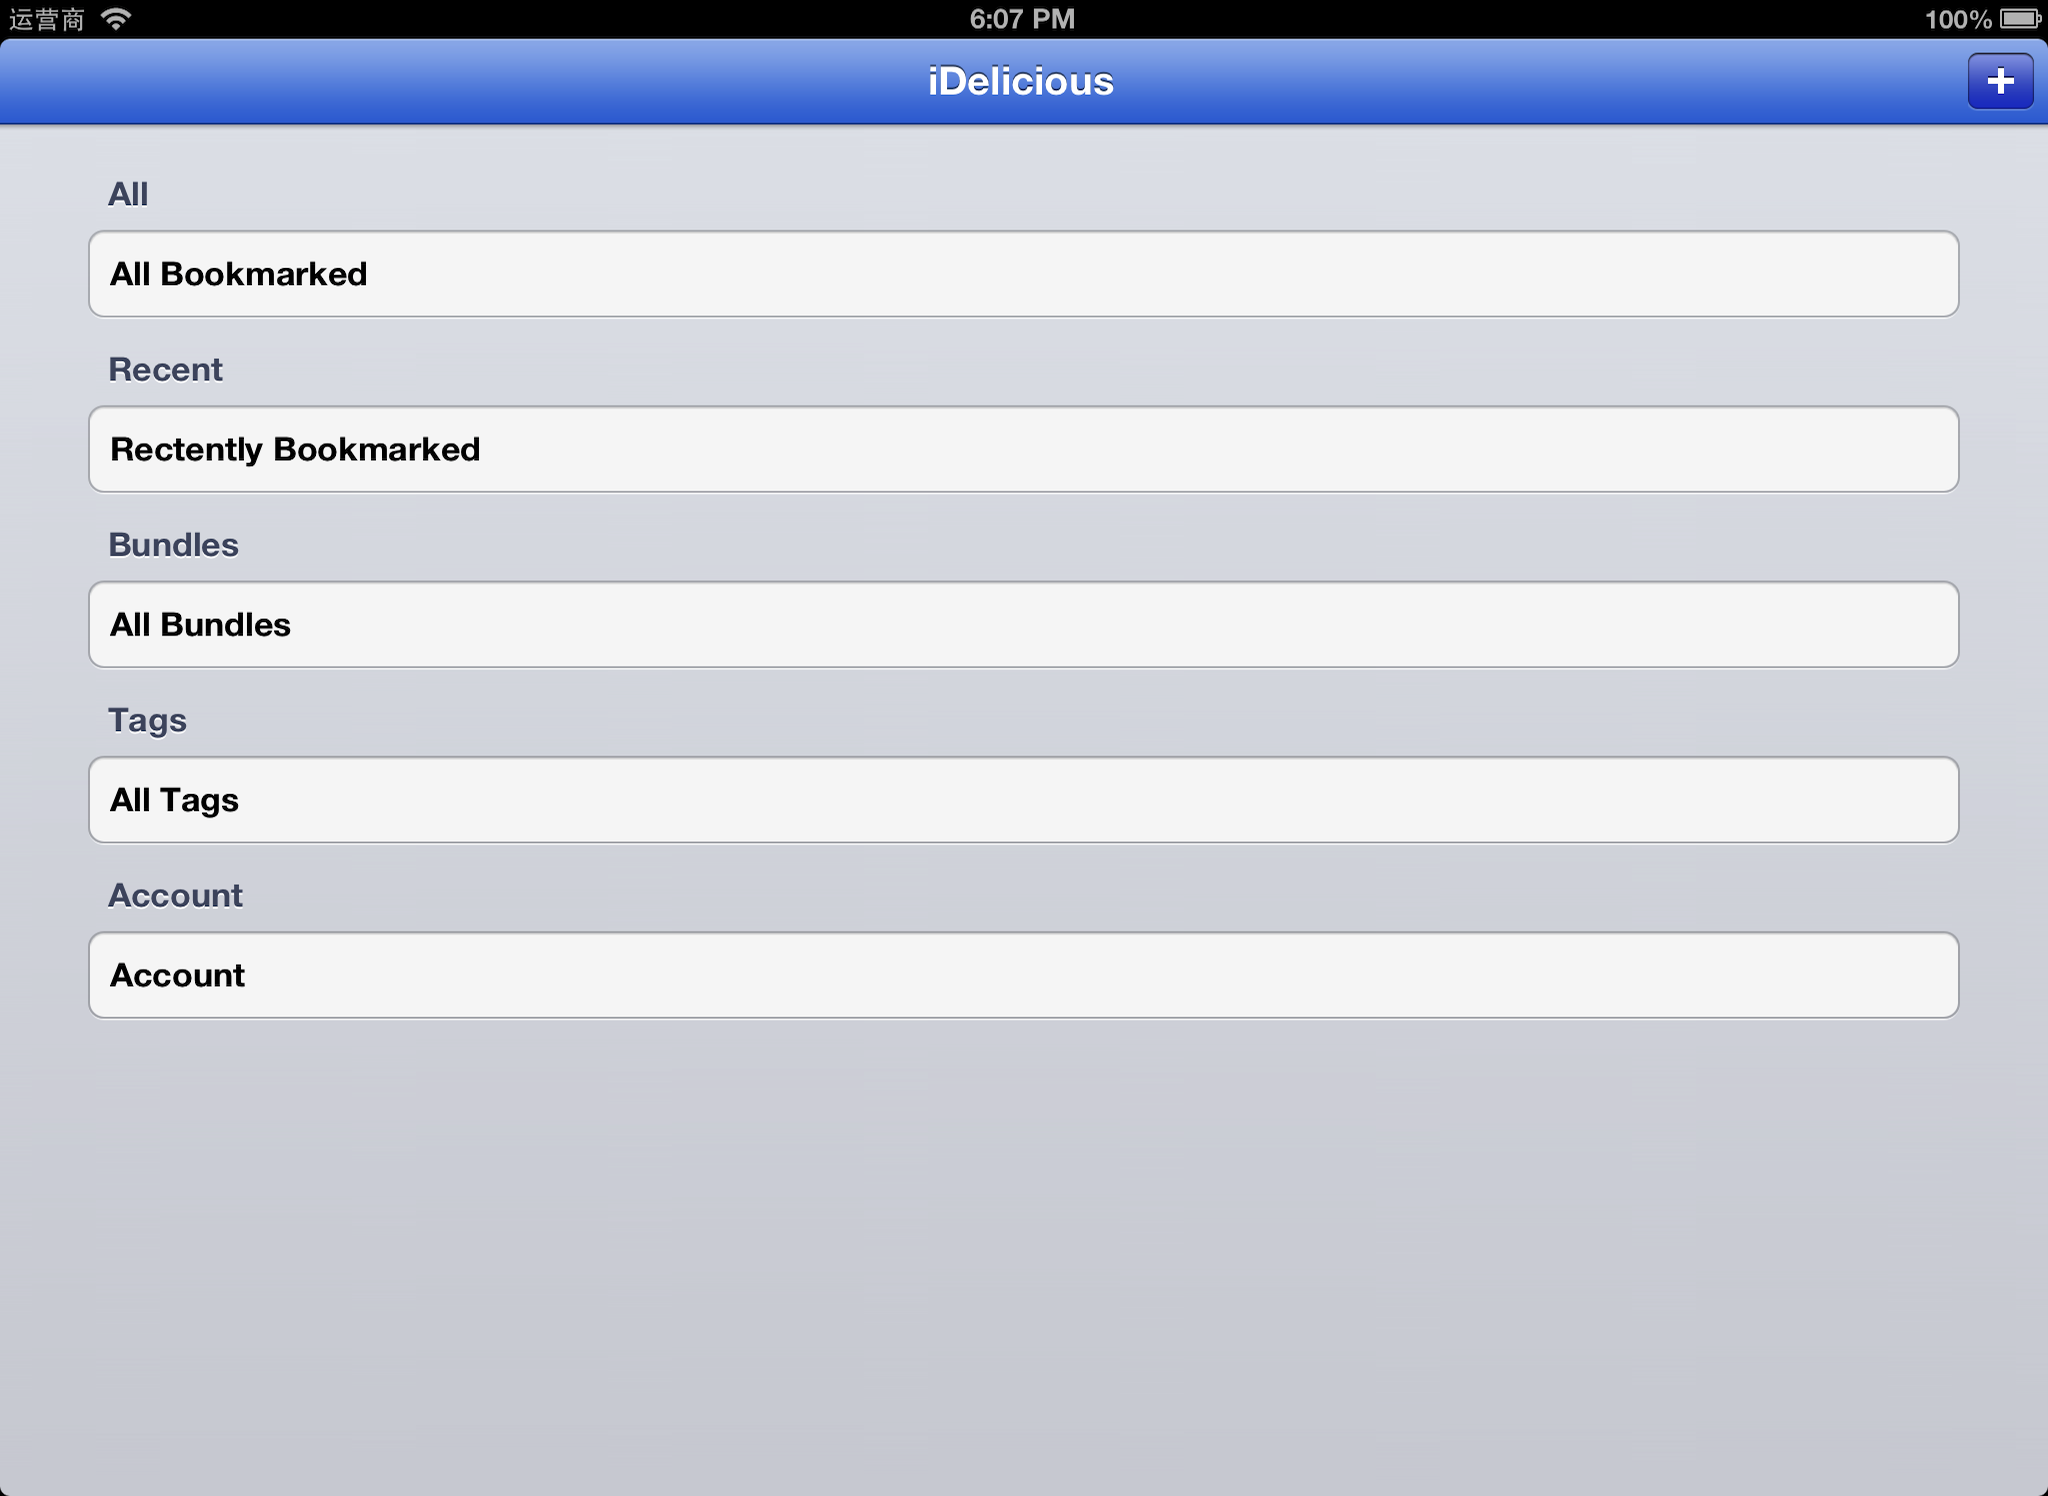 运营商
6:07 PM
100%
iDelicious
+
All
All Bookmarked
Recent
Rectently Bookmarked
Bundles
All Bundles
Tags
All Tags
Account
Account